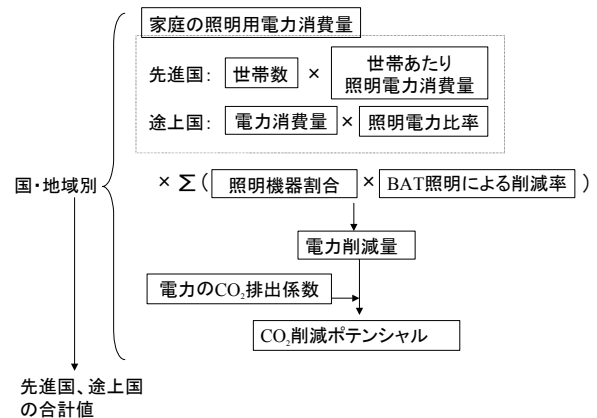 家庭の照明用電力消費量
先進国： 世帯数 × 世帯あたり
照明電力消費量
途上国： 電力消費量 × 照明電力比率
国・地域別
× Σ（ 照明機器割合 × BAT照明による削減率 ）
電力削減量
電力のCO₂排出係数
CO₂削減ポテンシャル
先進国、途上国
の合計値